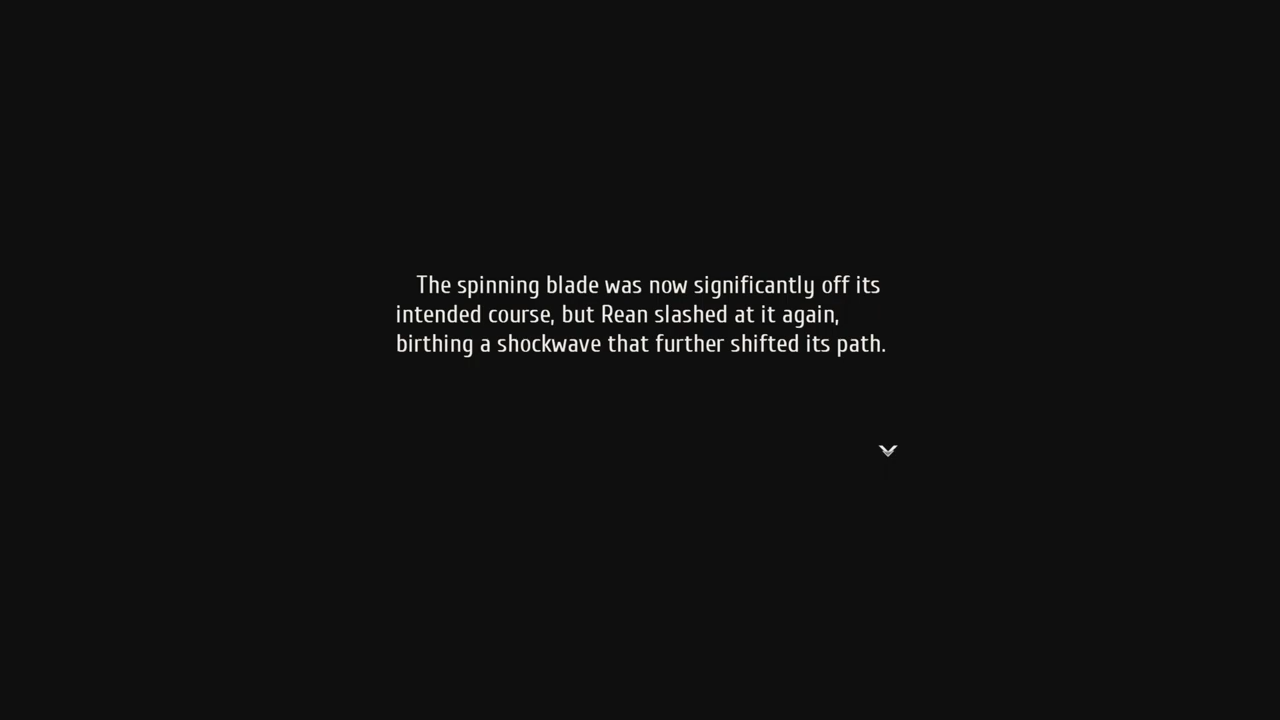 The spinning blade was now significantly off its
intended course, but Rean slashed at it again,
birthing a shockwave that further shifted its path.